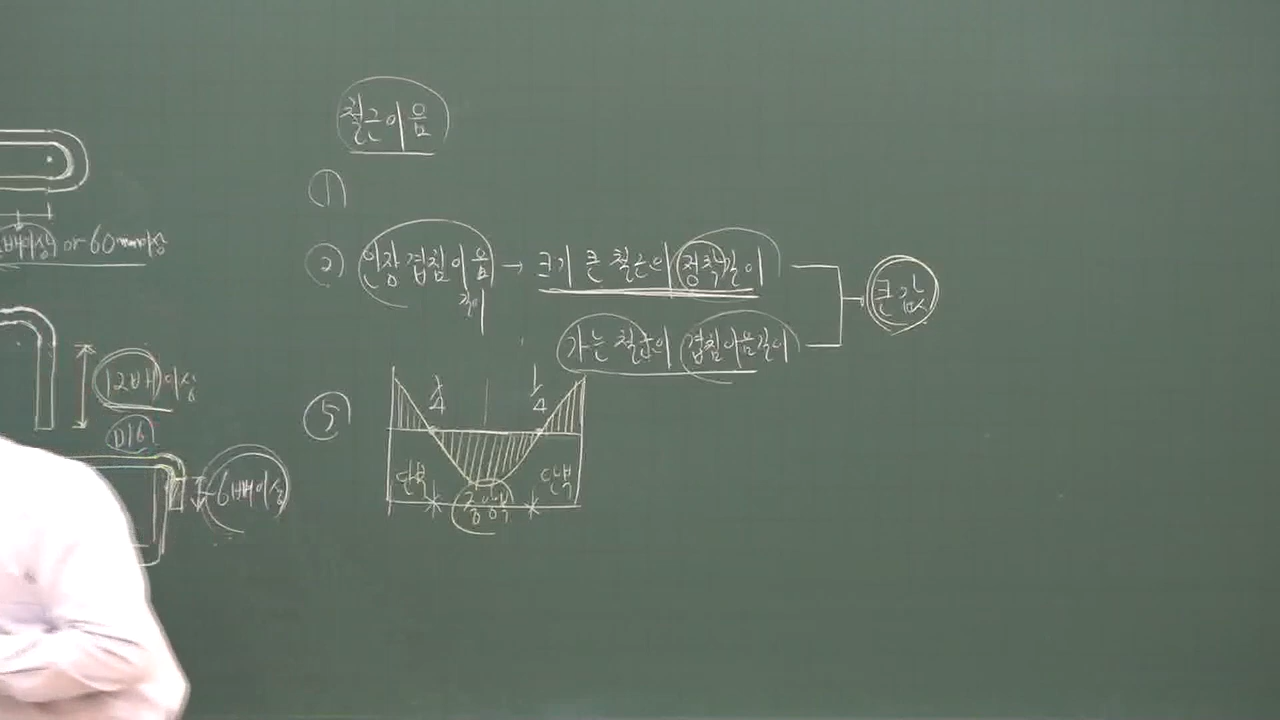 철근이음
①
② 인장 겹침이음 → 크기 큰 철근의 정착길이
길이
큰값
가는 철근의 겹침이음길이
⑤
1/4 1/4
단부 중앙 단부
배이상 or 60mm이상
12배이상
D16
6배이상